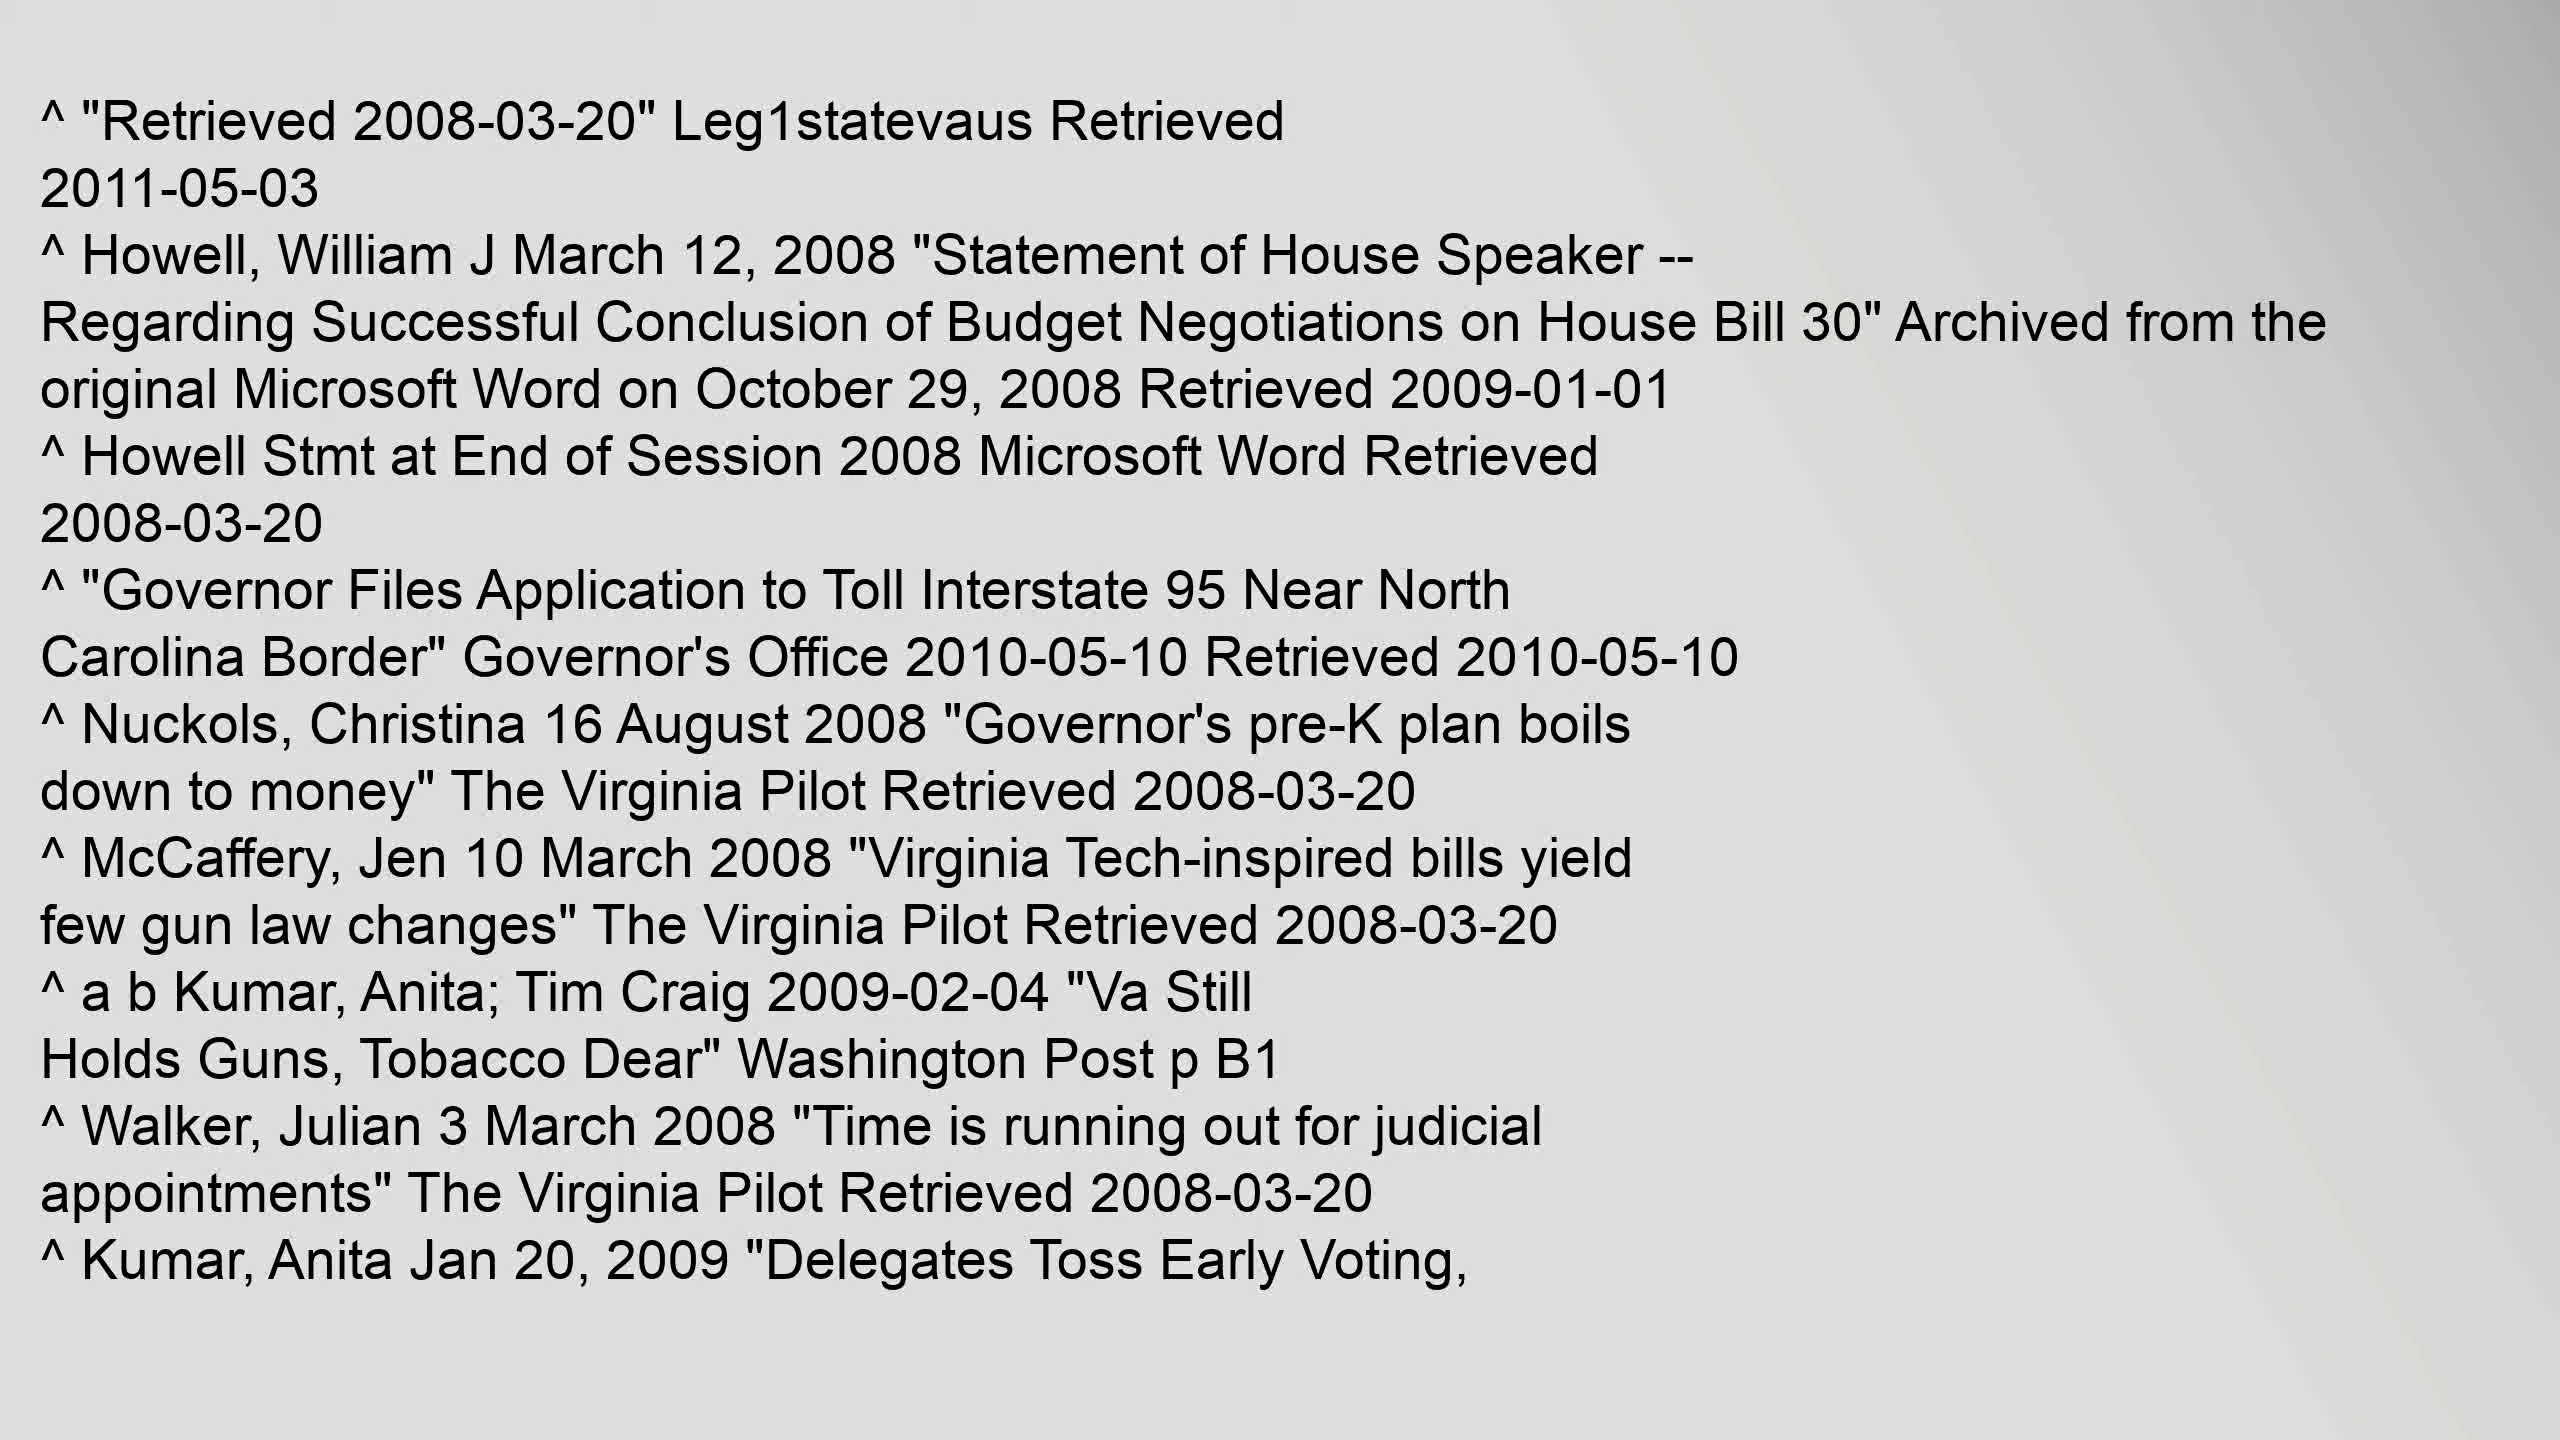 ^ "Retrieved 2008-03-20" Leg1statevaus Retrieved
2011-05-03
^ Howell, William J March 12, 2008 "Statement of House Speaker --
Regarding Successful Conclusion of Budget Negotiations on House Bill 30" Archived from the
original Microsoft Word on October 29, 2008 Retrieved 2009-01-01
^ Howell Stmt at End of Session 2008 Microsoft Word Retrieved
2008-03-20
^ "Governor Files Application to Toll Interstate 95 Near North
Carolina Border" Governor's Office 2010-05-10 Retrieved 2010-05-10
^ Nuckols, Christina 16 August 2008 "Governor's pre-K plan boils
down to money" The Virginia Pilot Retrieved 2008-03-20
^ McCaffery, Jen 10 March 2008 "Virginia Tech-inspired bills yield
few gun law changes" The Virginia Pilot Retrieved 2008-03-20
^ a b Kumar, Anita; Tim Craig 2009-02-04 "Va Still
Holds Guns, Tobacco Dear" Washington Post p B1
^ Walker, Julian 3 March 2008 "Time is running out for judicial
appointments" The Virginia Pilot Retrieved 2008-03-20
^ Kumar, Anita Jan 20, 2009 "Delegates Toss Early Voting,